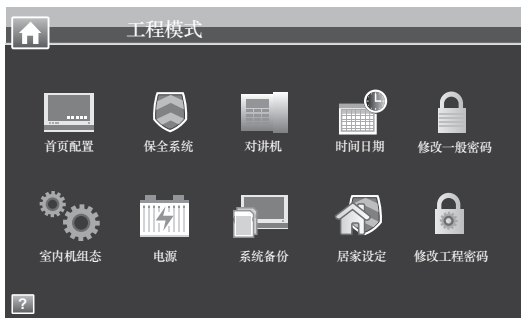 工程模式
首页配置 保全系统 对讲机 时间日期 修改一般密码
室内机组态 电源 系统备份 居家设定 修改工程密码
?